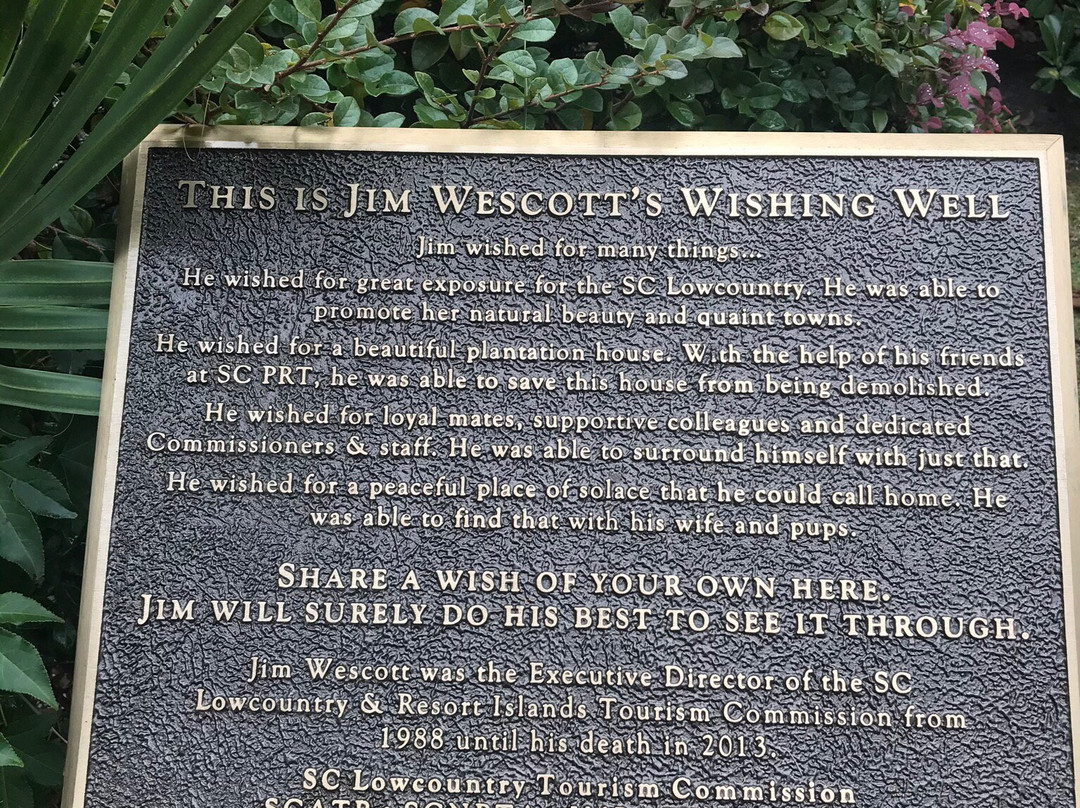 THIS IS JIM WESCOTT'S WISHING WELL
Jim wished for many things...
He wished for great exposure for the SC Lowcountry. He was able to
promote her natural beauty and quaint towns.
He wished for a beautiful plantation house. With the help of his friends
at SC PRT, he was able to save this house from being demolished.
He wished for loyal mates, supportive colleagues and dedicated
Commissioners & staff. He was able to surround himself with just that.
He wished for a peaceful place of solace that he could call home. He
was able to find that with his wife and pups.
SHARE A WISH OF YOUR OWN HERE.
JIM WILL SURELY DO HIS BEST TO SEE IT THROUGH.
Jim Wescott was the Executive Director of the SC
Lowcountry & Resort Islands Tourism Commission from
1988 until his death in 2013.
SC Lowcountry Tourism Commission